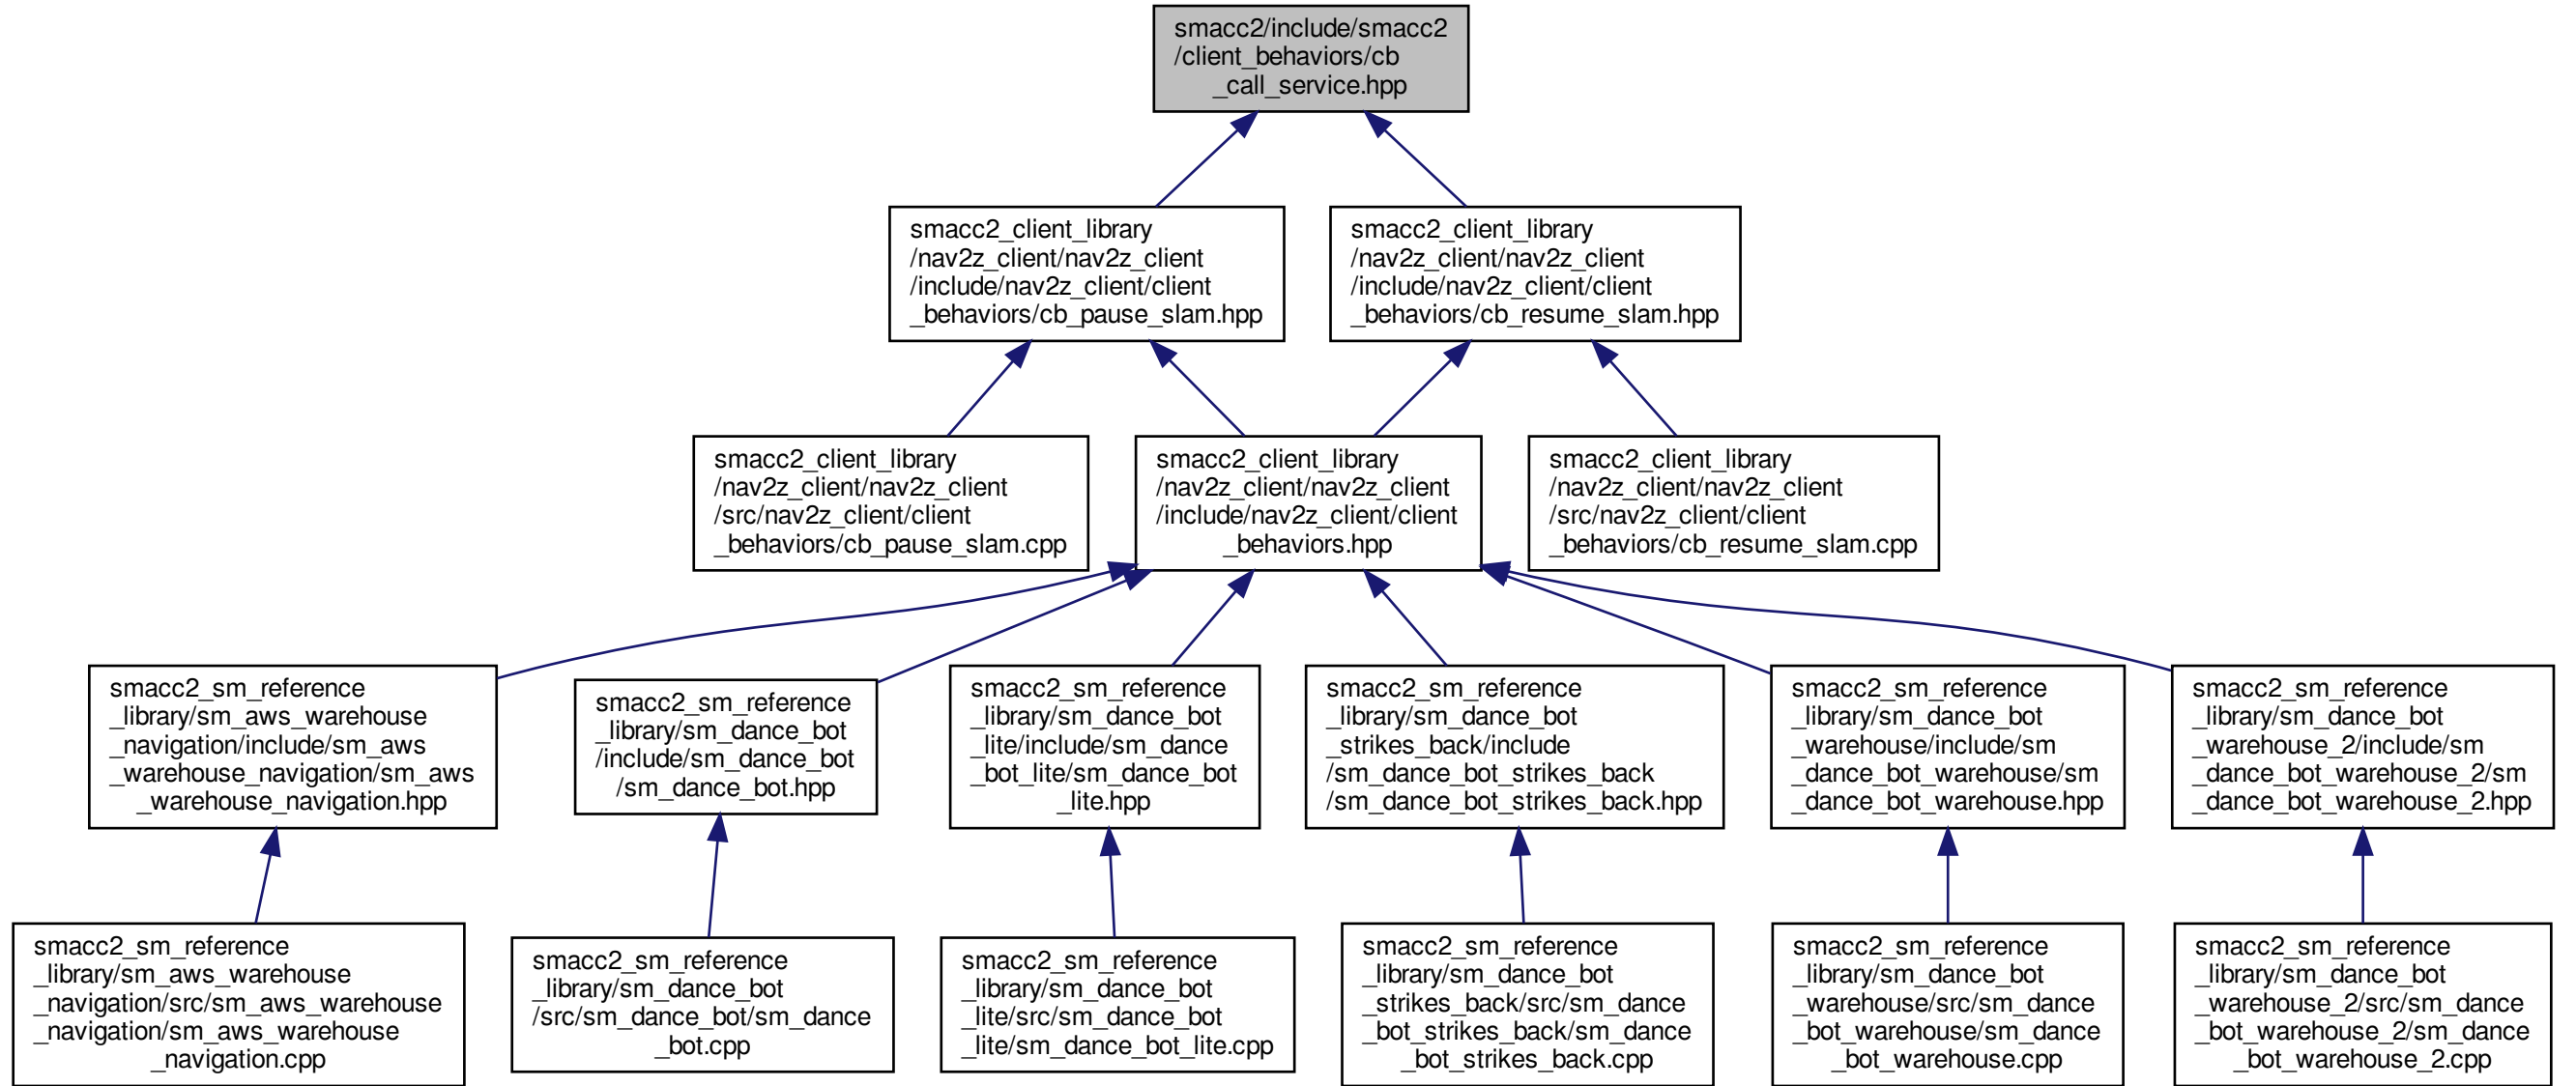 smacc2/include/smacc2
/client_behaviors/cb
_call_service.hpp
smacc2_client_library
/nav2z_client/nav2z_client
/include/nav2z_client/client
_behaviors/cb_pause_slam.hpp
smacc2_client_library
/nav2z_client/nav2z_client
/include/nav2z_client/client
_behaviors/cb_resume_slam.hpp
smacc2_client_library
/nav2z_client/nav2z_client
/src/nav2z_client/client
_behaviors/cb_pause_slam.cpp
smacc2_client_library
/nav2z_client/nav2z_client
/include/nav2z_client/client
_behaviors.hpp
smacc2_client_library
/nav2z_client/nav2z_client
/src/nav2z_client/client
_behaviors/cb_resume_slam.cpp
smacc2_sm_reference
_library/sm_aws_warehouse
_navigation/include/sm_aws
_warehouse_navigation/sm_aws
_warehouse_navigation.hpp
smacc2_sm_reference
_library/sm_dance_bot
/include/sm_dance_bot
/sm_dance_bot.hpp
smacc2_sm_reference
_library/sm_dance_bot
_lite/include/sm_dance
_bot_lite/sm_dance_bot
_lite.hpp
smacc2_sm_reference
_library/sm_dance_bot
_strikes_back/include
/sm_dance_bot_strikes_back
/sm_dance_bot_strikes_back.hpp
smacc2_sm_reference
_library/sm_dance_bot
_warehouse/include/sm
_dance_bot_warehouse/sm
_dance_bot_warehouse.hpp
smacc2_sm_reference
_library/sm_dance_bot
_warehouse_2/include/sm
_dance_bot_warehouse_2/sm
_dance_bot_warehouse_2.hpp
smacc2_sm_reference
_library/sm_aws_warehouse
_navigation/src/sm_aws_warehouse
_navigation/sm_aws_warehouse
_navigation.cpp
smacc2_sm_reference
_library/sm_dance_bot
/src/sm_dance_bot/sm_dance
_bot.cpp
smacc2_sm_reference
_library/sm_dance_bot
_lite/src/sm_dance_bot
_lite/sm_dance_bot_lite.cpp
smacc2_sm_reference
_library/sm_dance_bot
_strikes_back/src/sm_dance
_bot_strikes_back/sm_dance
_bot_strikes_back.cpp
smacc2_sm_reference
_library/sm_dance_bot
_warehouse/src/sm_dance
_bot_warehouse/sm_dance
_bot_warehouse.cpp
smacc2_sm_reference
_library/sm_dance_bot
_warehouse_2/src/sm_dance
_bot_warehouse_2/sm_dance
_bot_warehouse_2.cpp